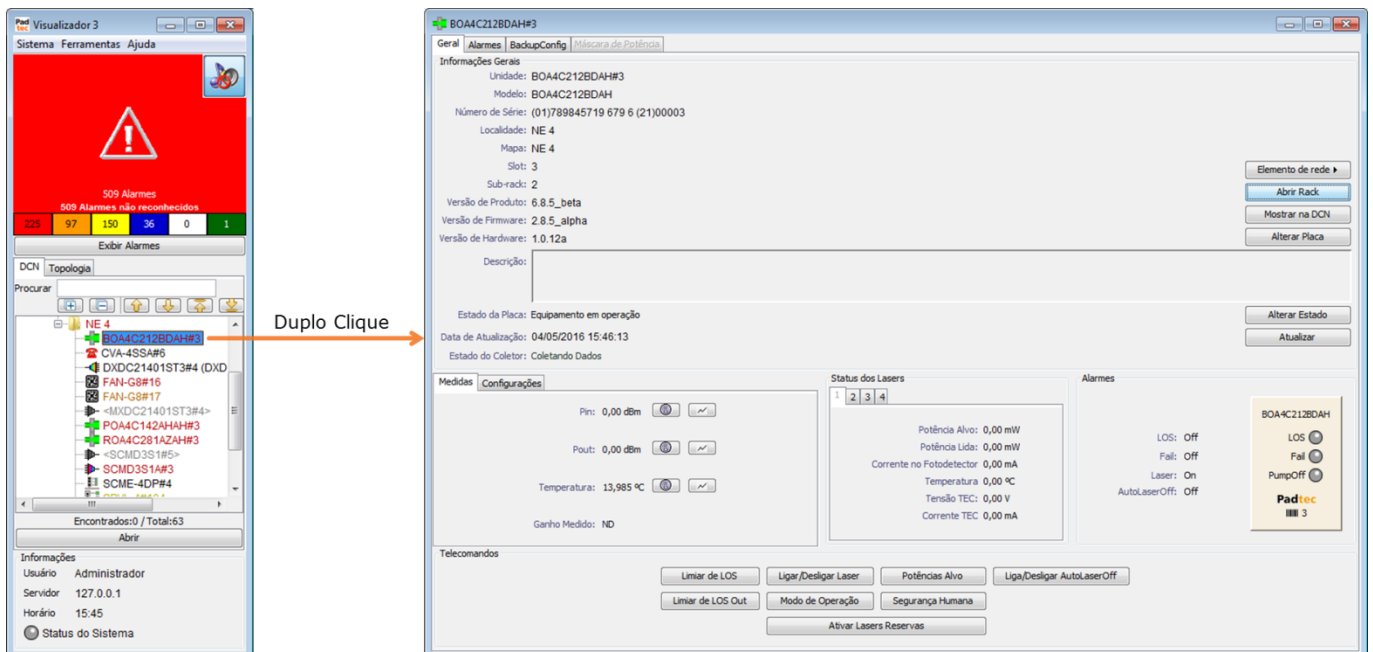 Pad
tec
Visualizador 3
Sistema Ferramentas Ajuda
509 Alarmes
509 Alarmes não reconhecidos
225 97 150 36 0 1
Exibir Alarmes
DCN Topologia
Procurar
NE 4
BOA4C212BDAH#3
CVA-4SSA#6
DXDC21401ST3#4 (DXD
FAN-G8#16
FAN-G8#17
<MXDC21401ST3#4>
POA4C142AHAH#3
ROA4C281AZAH#3
<SCMD3S1#5>
SCMD3S1A#3
SCME-4DP#4
Encontrados:0 / Total:63
Abrir
Informações
Usuário Administrador
Servidor 127.0.0.1
Horário 15:45
Status do Sistema
Duplo Clique
BOA4C212BDAH#3
Geral Alarmes BackupConfig Máscara de Potência
Informações Gerais
Unidade: BOA4C212BDAH#3
Modelo: BOA4C212BDAH
Número de Série: (01)789845719 679 6 (21)00003
Localidade: NE 4
Mapa: NE 4
Slot: 3
Sub-rack: 2
Versão de Produto: 6.8.5_beta
Versão de Firmware: 2.8.5_alpha
Versão de Hardware: 1.0.12a
Descrição:
Elemento de rede
Abrir Rack
Mostrar na DCN
Alterar Placa
Estado da Placa: Equipamento em operação
Alterar Estado
Data de Atualização: 04/05/2016 15:46:13
Atualizar
Estado do Coletor: Coletando Dados
Medidas Configurações
Pin: 0,00 dBm
Pout: 0,00 dBm
Temperatura: 13,985 ºC
Ganho Medido: ND
Status dos Lasers
1 2 3 4
Potência Alvo: 0,00 mW
Potência Lida: 0,00 mW
Corrente no Fotodetector 0,00 mA
Temperatura 0,00 ºC
Tensão TEC: 0,00 V
Corrente TEC 0,00 mA
Alarmes
LOS: Off
Fail: Off
Laser: On
AutoLaserOff: Off
BOA4C212BDAH
LOS
Fail
PumpOff
Padtec
3
Telecomandos
Limiar de LOS Ligar/Desligar Laser Potências Alvo Liga/Desligar AutoLaserOff
Limiar de LOS Out Modo de Operação Segurança Humana
Ativar Lasers Reservas